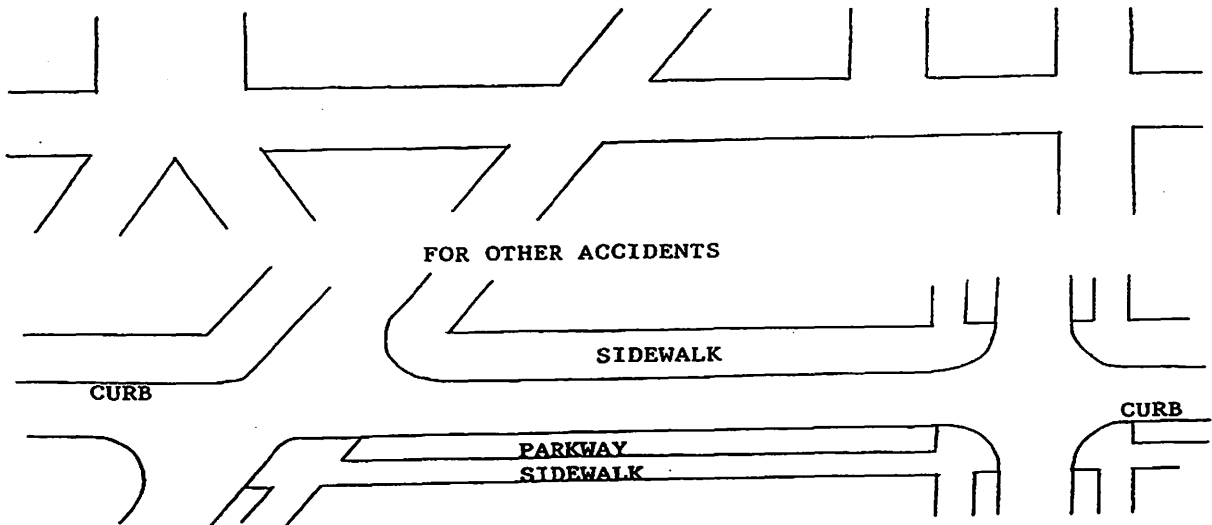 FOR OTHER ACCIDENTS
SIDEWALK
CURB
CURB
PARKWAY
SIDEWALK